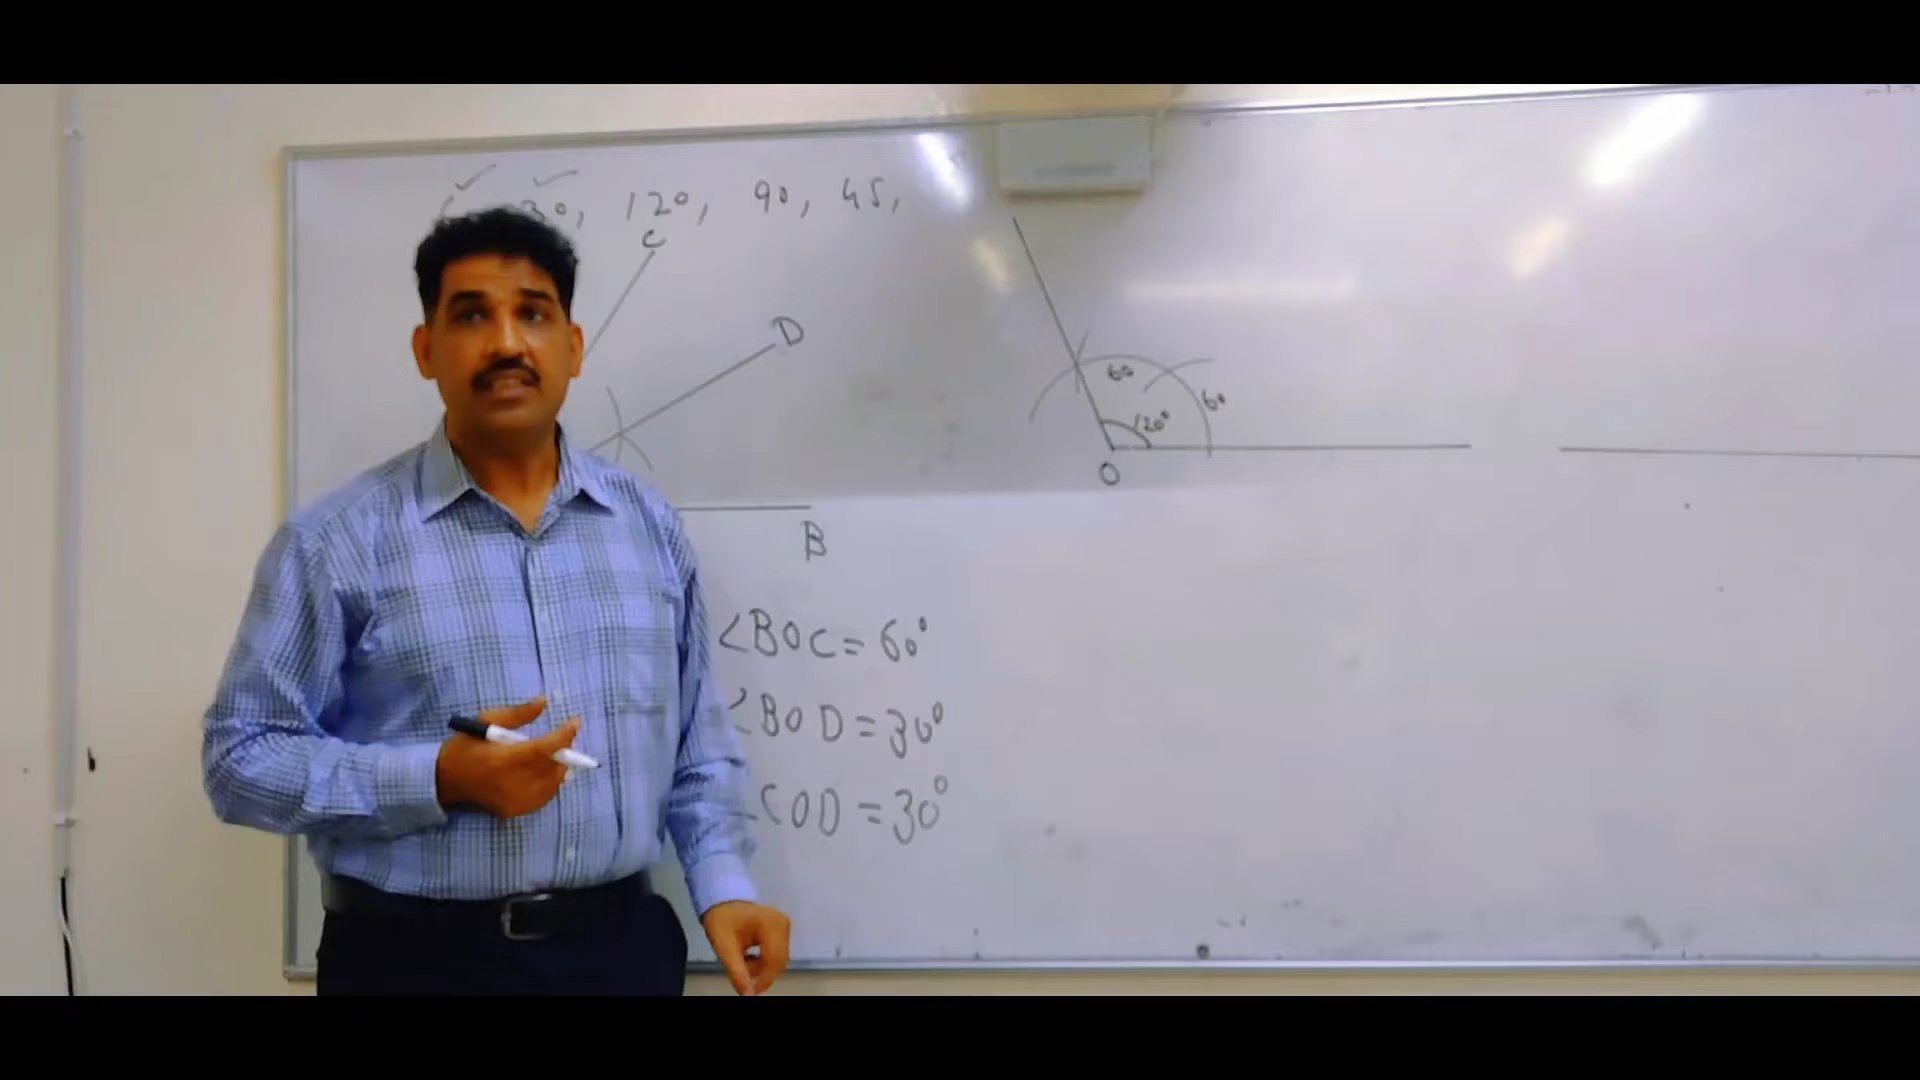 30, 120, 90, 45,
C
D
B
60
60
120°
O
∠BOC = 60°
∠BOD = 30°
∠COD = 30°